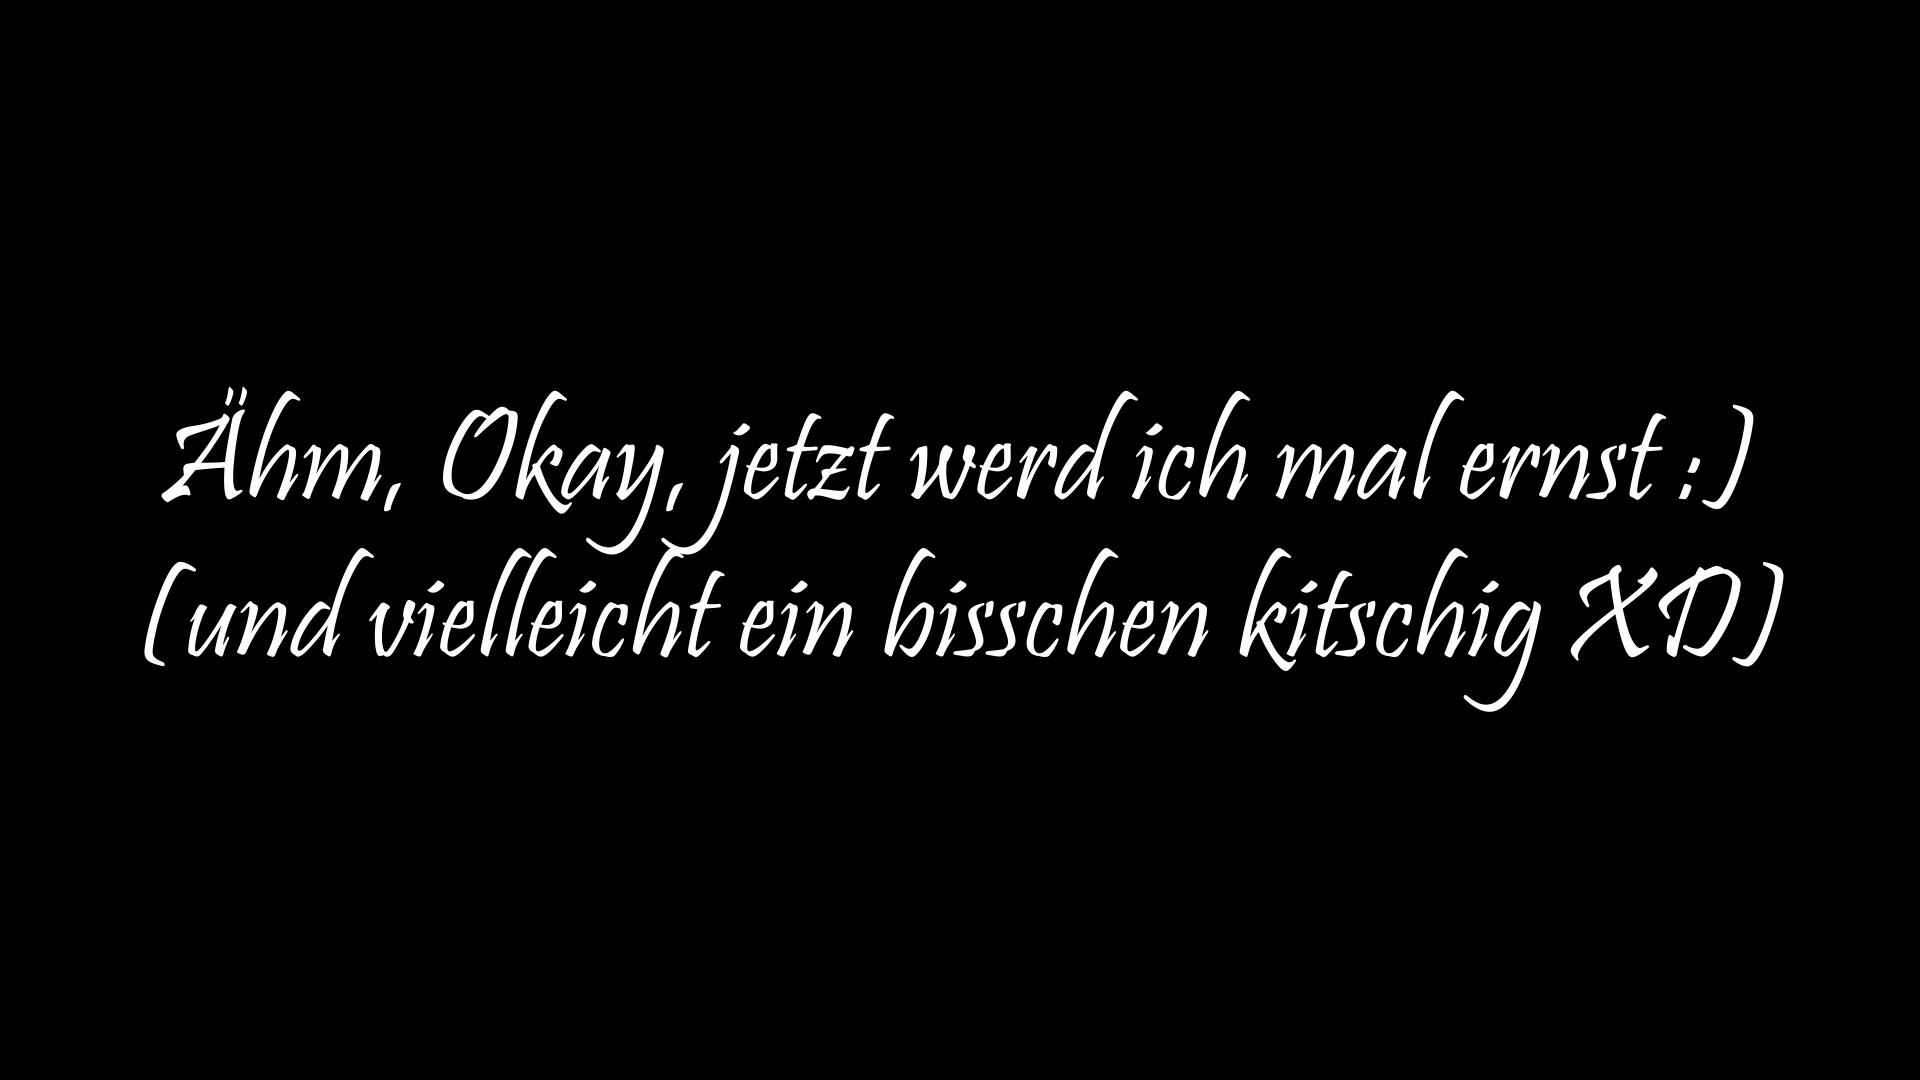 Ähm, Okay, jetzt werd ich mal ernst :)
(und vielleicht ein bisschen kitschig XD)